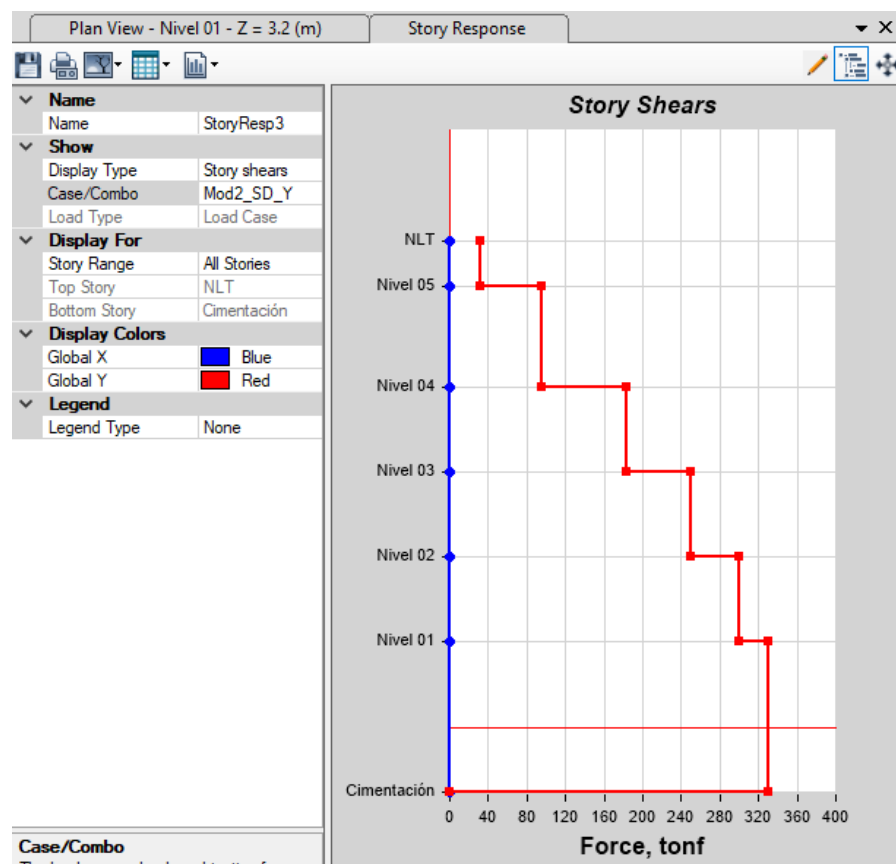 Plan View - Nivel 01 - Z = 3.2 (m)
Story Response
Name
Name StoryResp3
Show
Display Type Story shears
Case/Combo Mod2_SD_Y
Load Type Load Case
Display For
Story Range All Stories
Top Story NLT
Bottom Story Cimentación
Display Colors
Global X Blue
Global Y Red
Legend
Legend Type None
Case/Combo
Story Shears
NLT
Nivel 05
Nivel 04
Nivel 03
Nivel 02
Nivel 01
Cimentación
0 40 80 120 160 200 240 280 320 360 400
Force, tonf